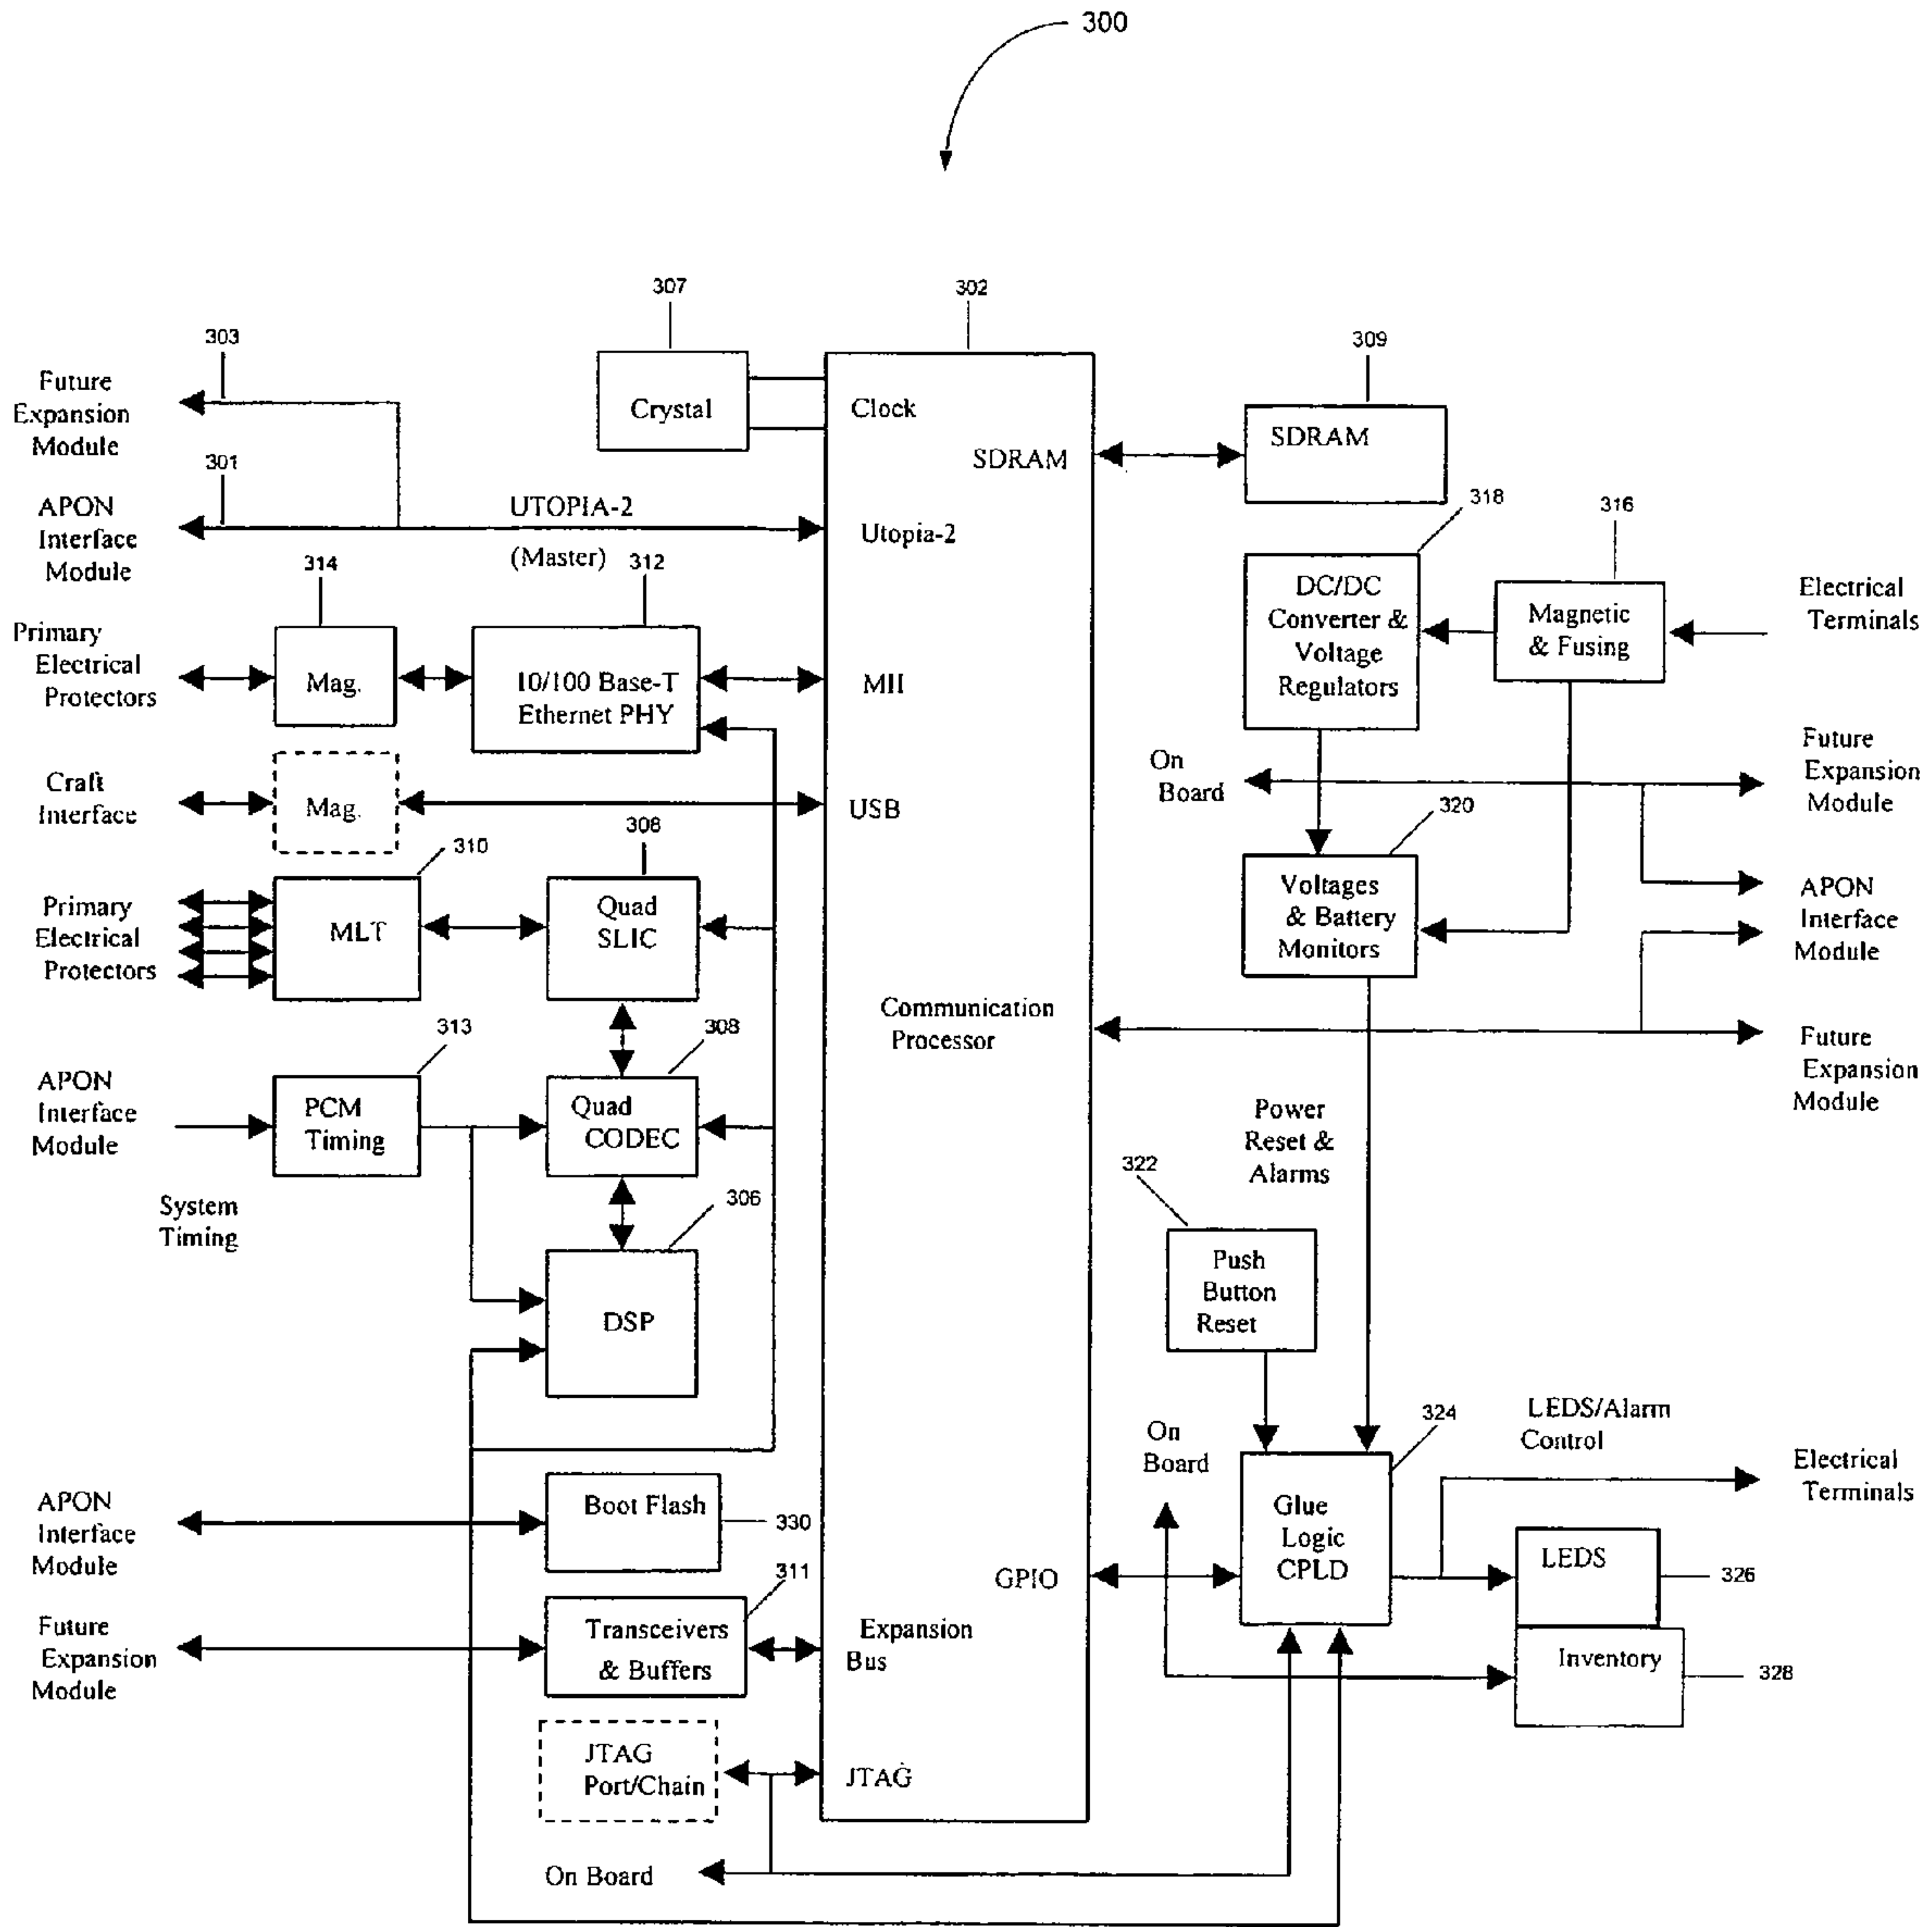 300
307
302
303
309
Future
Expansion
Module
Crystal
Clock
SDRAM
SDRAM
301
APON
Interface
Module
UTOPIA-2
(Master)
Utopia-2
318
316
314
312
DC/DC
Converter &
Voltage
Regulators
Magnetic
& Fusing
Electrical
Terminals
Primary
Electrical
Protectors
Mag.
10/100 Base-T
Ethernet PHY
MII
On
Board
Future
Expansion
Module
Craft
Interface
Mag.
USB
320
308
310
Primary
Electrical
Protectors
MLT
Quad
SLIC
Voltages
& Battery
Monitors
APON
Interface
Module
Communication
Processor
313
308
Future
Expansion
Module
APON
Interface
Module
PCM
Timing
Quad
CODEC
Power
Reset &
Alarms
322
306
System
Timing
Push
Button
Reset
DSP
324
LEDS/Alarm
Control
On
Board
Electrical
Terminals
APON
Interface
Module
Boot Flash
330
Glue
Logic
CPLD
LEDS
326
GPIO
311
Future
Expansion
Module
Transceivers
& Buffers
Expansion
Bus
Inventory
328
JTAG
Port/Chain
JTAG
On Board